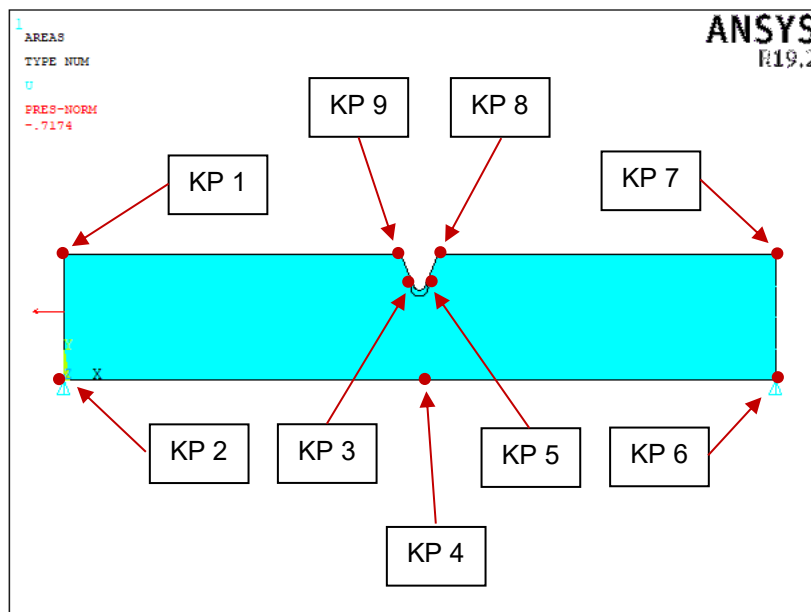 1
AREAS
TYPE NUM
U
PRES-NORM
-.7174
ANSYS
R19.2
KP 9
KP 8
KP 1
KP 7
Y
Z X
KP 2
KP 3
KP 5
KP 6
KP 4